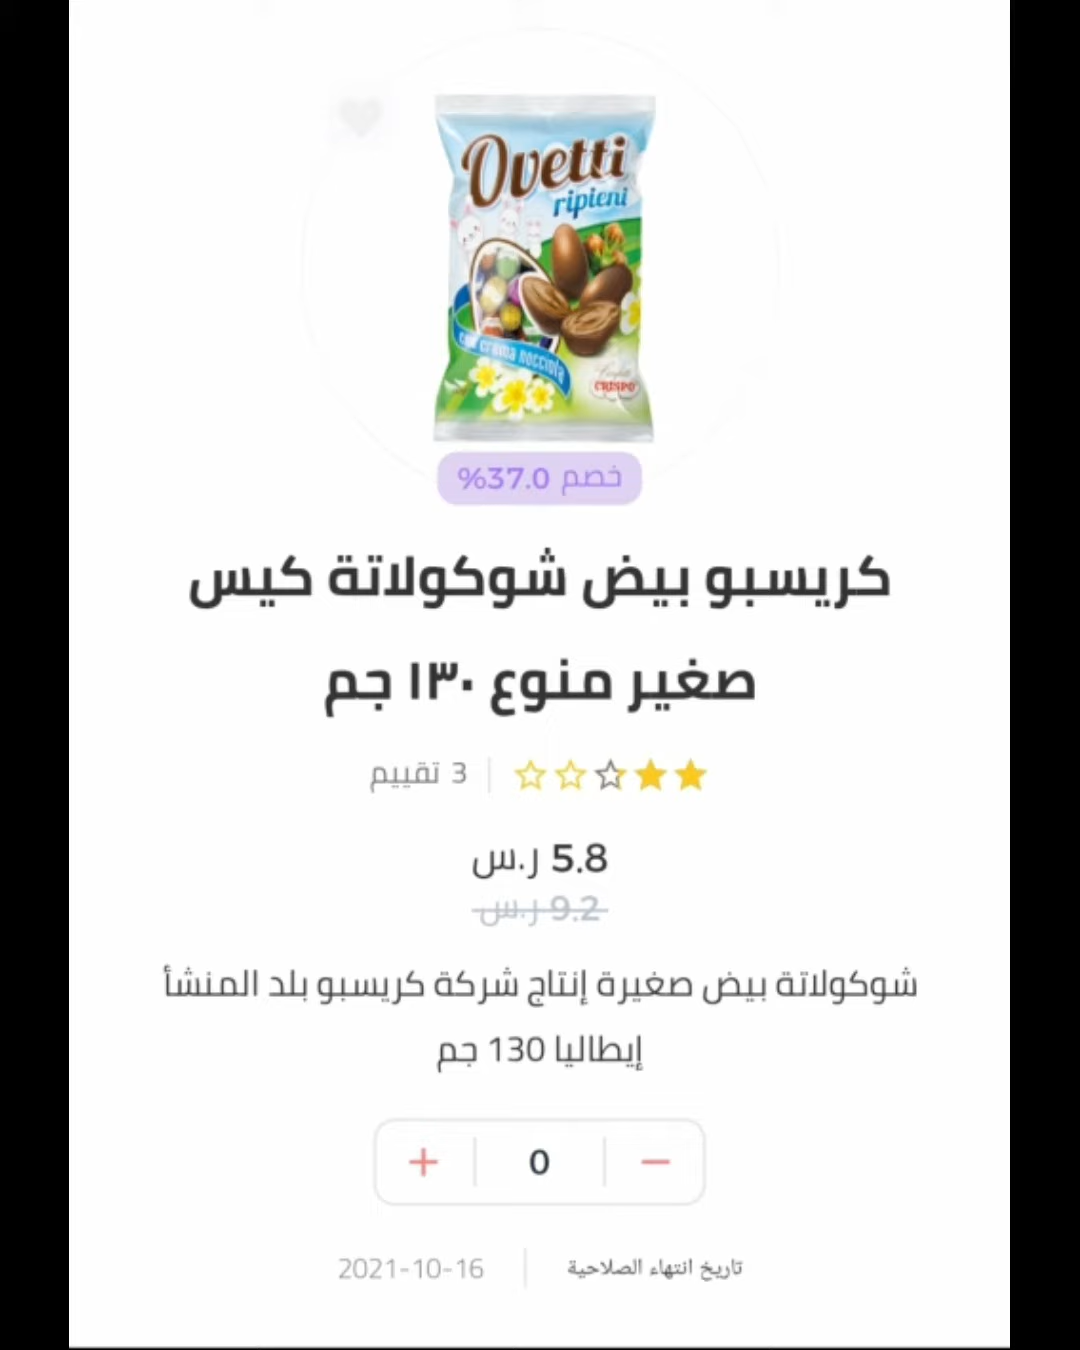 Ovetti
ripieni
con crema nocciola
CRISPO
خصم 37.0%
كريسبو بيض شوكولاتة كيس
صغير منوع ١٣٠ جم
3 تقييم
5.8 ر.س
9.2 ر.س
شوكولاتة بيض صغيرة إنتاج شركة كريسبو بلد المنشأ
إيطاليا 130 جم
+ 0 −
تاريخ انتهاء الصلاحية 2021-10-16